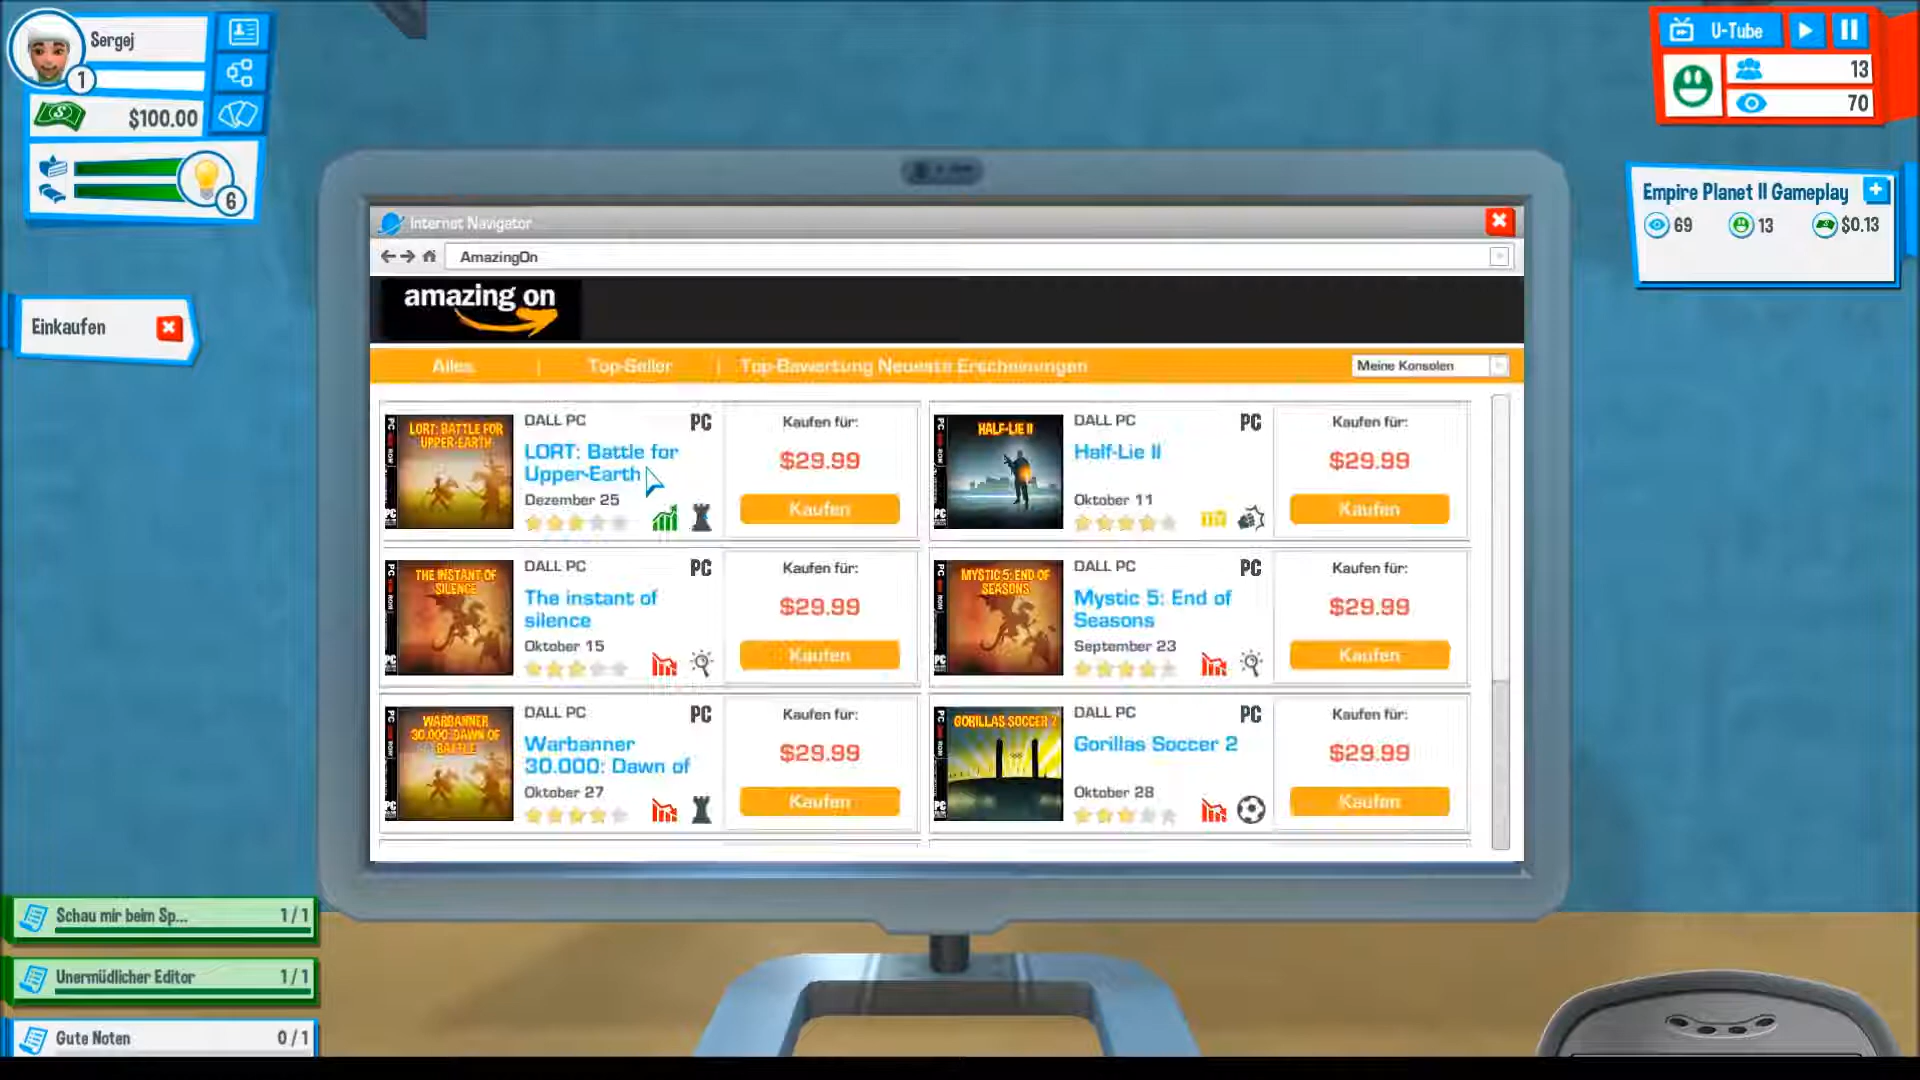 Sergej
1
$100.00
6
U-Tube
13
70
Empire Planet II Gameplay
69
13
$0.13
Einkaufen
Internet Navigator
AmazingOn
amazing on
Alles
Top-Seller
Top-Bewertung Neueste Erscheinungen
Meine Konsolen
LORT: BATTLE FOR
UPPER-EARTH
DALL PC
PC
LORT: Battle for
Upper-Earth
Dezember 25
Kaufen für:
$29.99
Kaufen
HALF-LIE II
DALL PC
PC
Half-Lie II
Oktober 11
Kaufen für:
$29.99
Kaufen
THE INSTANT OF
SILENCE
DALL PC
PC
The instant of
silence
Oktober 15
Kaufen für:
$29.99
Kaufen
MYSTIC 5: END OF
SEASONS
DALL PC
PC
Mystic 5: End of
Seasons
September 23
Kaufen für:
$29.99
Kaufen
WARBANNER
30.000: DAWN OF
BATTLE
DALL PC
PC
Warbanner
30.000: Dawn of
Oktober 27
Kaufen für:
$29.99
Kaufen
GORILLAS SOCCER 2
DALL PC
PC
Gorillas Soccer 2
Oktober 28
Kaufen für:
$29.99
Kaufen
Schau mir beim Sp...
1/1
Unermüdlicher Editor
1/1
Gute Noten
0/1